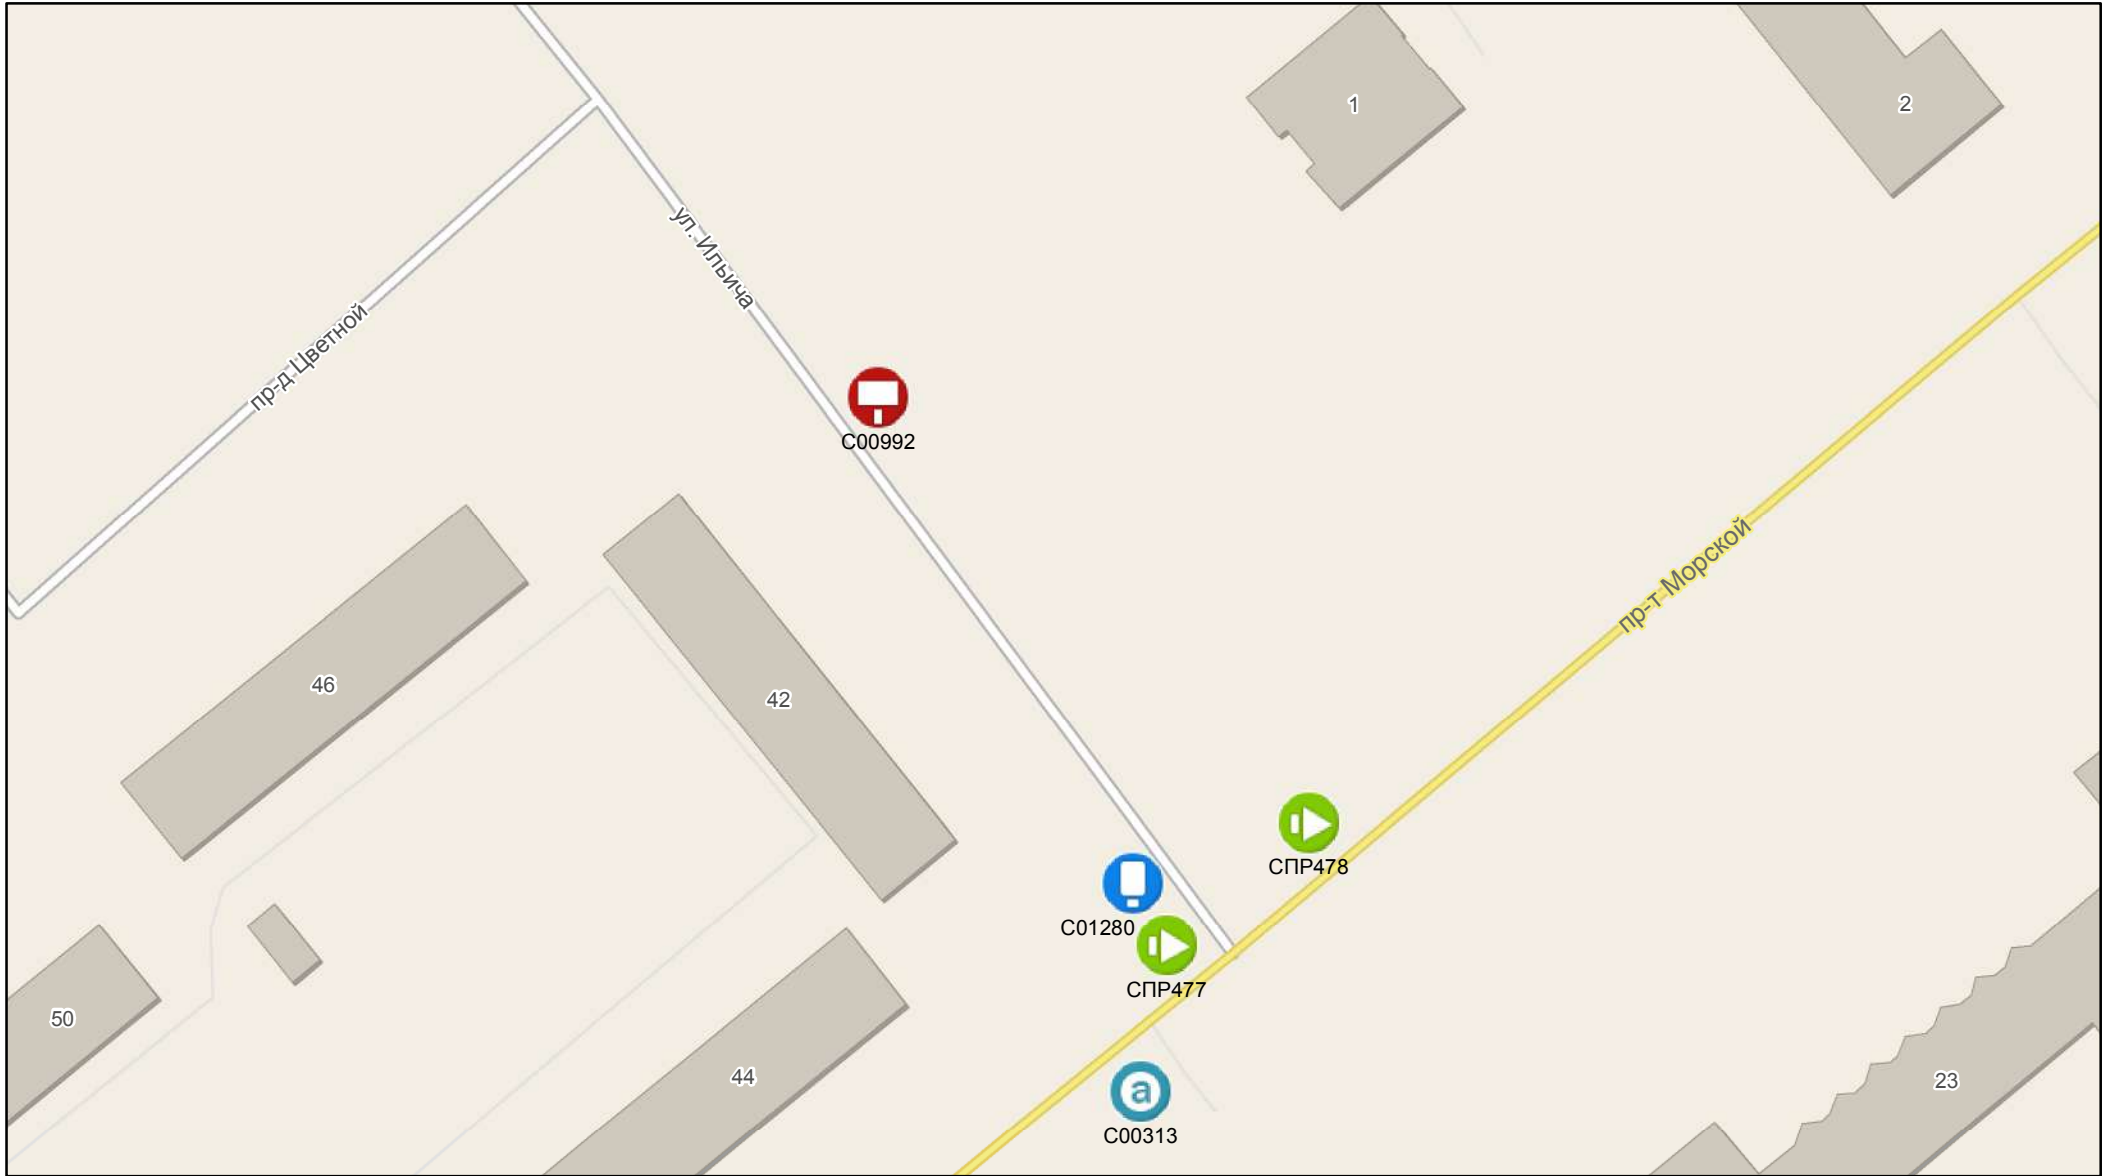 1
2
ул. Ильича
пр-д Цветной
С00992
пр-т Морской
46
42
СПР478
С01280
СПР477
50
44
23
a
С00313